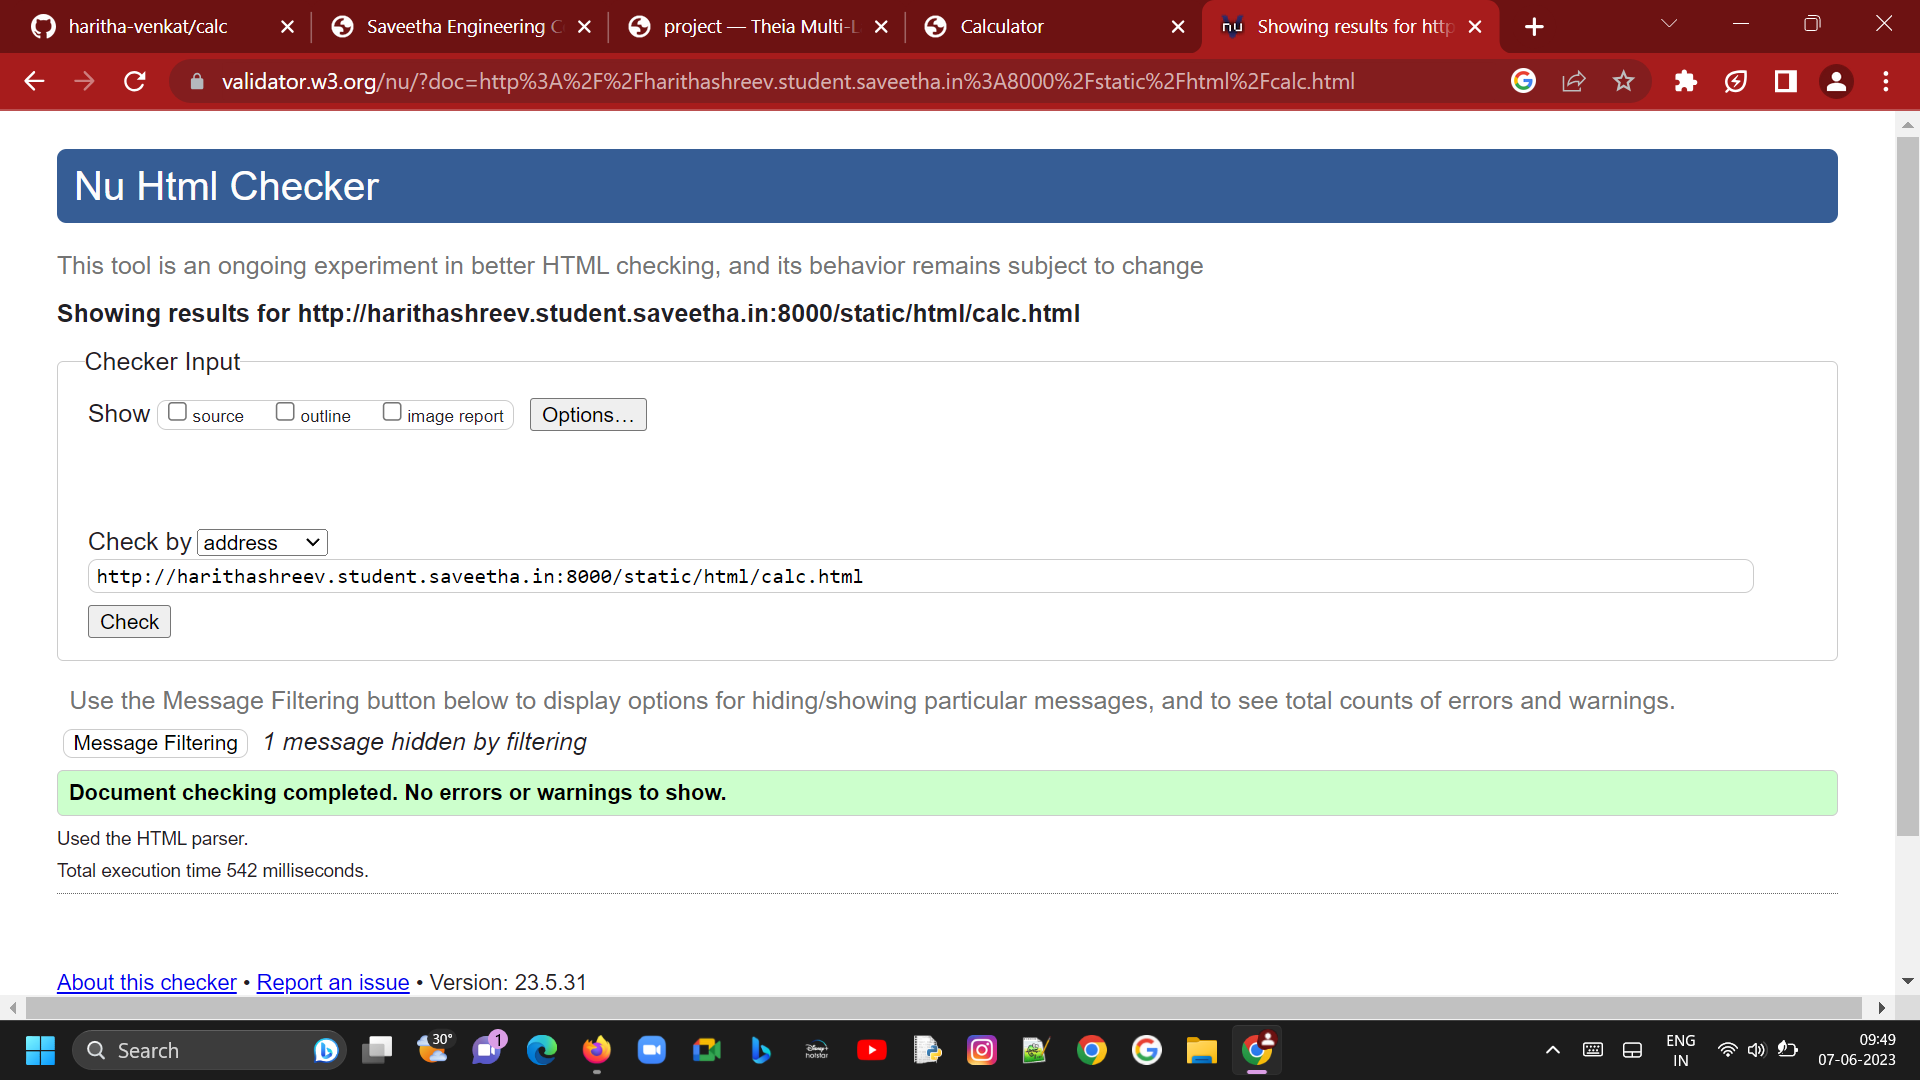 haritha-venkat/calc
Saveetha Engineering C
project — Theia Multi-L
Calculator
nu
Showing results for http
validator.w3.org/nu/?doc=http%3A%2F%2Fharithashreev.student.saveetha.in%3A8000%2Fstatic%2Fhtml%2Fcalc.html
Nu Html Checker
This tool is an ongoing experiment in better HTML checking, and its behavior remains subject to change
Showing results for http://harithashreev.student.saveetha.in:8000/static/html/calc.html
Checker Input
Show source outline image report Options...
Check by address
http://harithashreev.student.saveetha.in:8000/static/html/calc.html
Check
Use the Message Filtering button below to display options for hiding/showing particular messages, and to see total counts of errors and warnings.
Message Filtering 1 message hidden by filtering
Document checking completed. No errors or warnings to show.
Used the HTML parser.
Total execution time 542 milliseconds.
About this checker • Report an issue • Version: 23.5.31
Search
30°
1
Disney+
hotstar
ENG
IN
09:49
07-06-2023